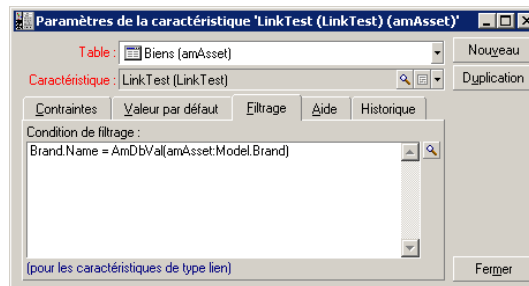 Paramètres de la caractéristique 'LinkTest (LinkTest) (amAsset)'
Table : Biens (amAsset) Nouveau
Caractéristique : LinkTest (LinkTest) Duplication
Contraintes Valeur par défaut Filtrage Aide Historique
Condition de filtrage :
Brand.Name = AmDbVal(amAsset:Model.Brand)
(pour les caractéristiques de type lien) Fermer